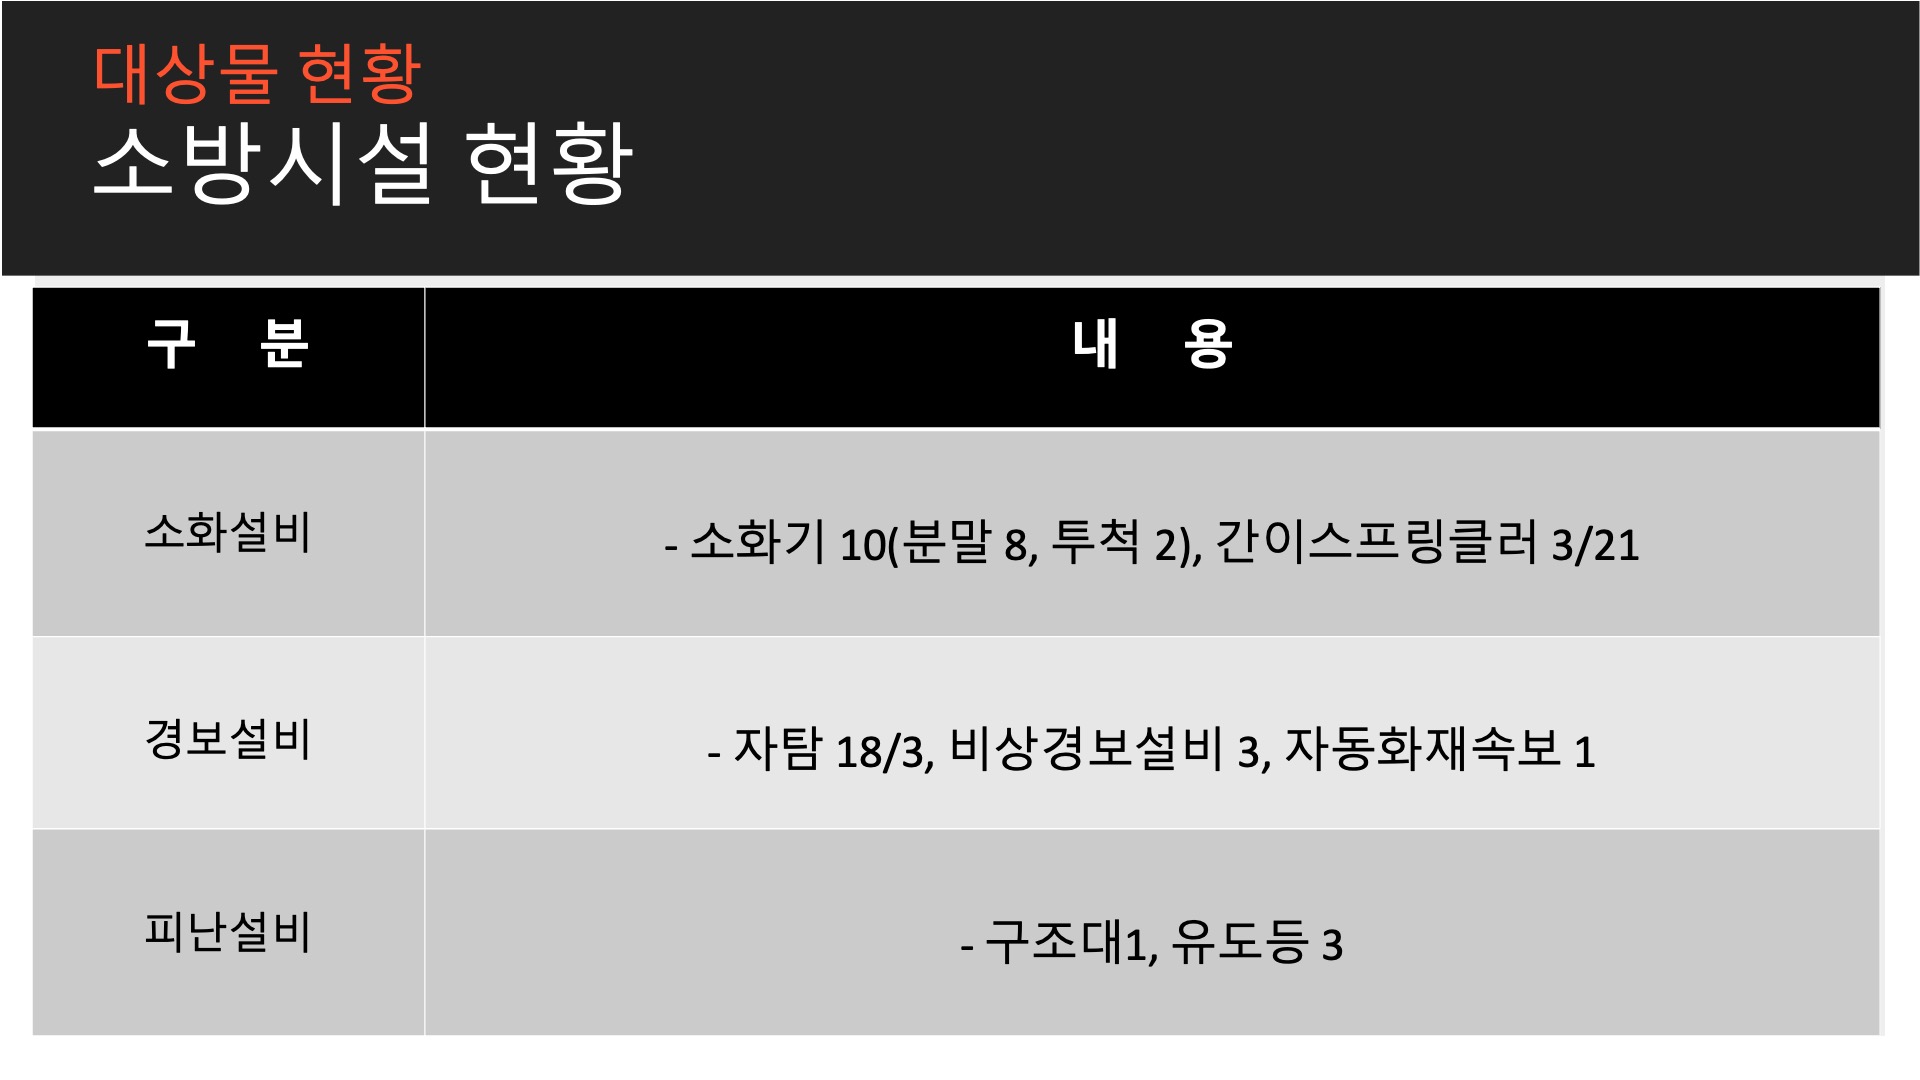 대상물 현황
소방시설 현황
구 분
내 용
소화설비
- 소화기 10(분말 8, 투척 2), 간이스프링클러 3/21
경보설비
- 자탐 18/3, 비상경보설비 3, 자동화재속보 1
피난설비
- 구조대1, 유도등 3